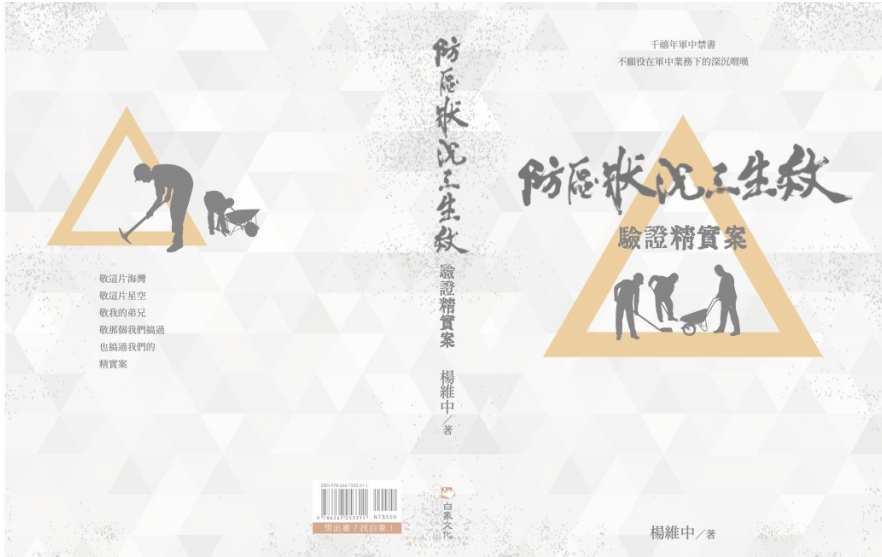 敬這片海灣
敬這片星空
敬我的弟兄
敬那個我們搞過
也搞過我們的
精實案
想出書？找白象！
防區狀況三生效
驗證精實案
楊維中/著
白象文化
千禧年軍中禁書
不願役在軍中業務下的深沉喟嘆
防區狀況三生效
驗證精實案
楊維中/著